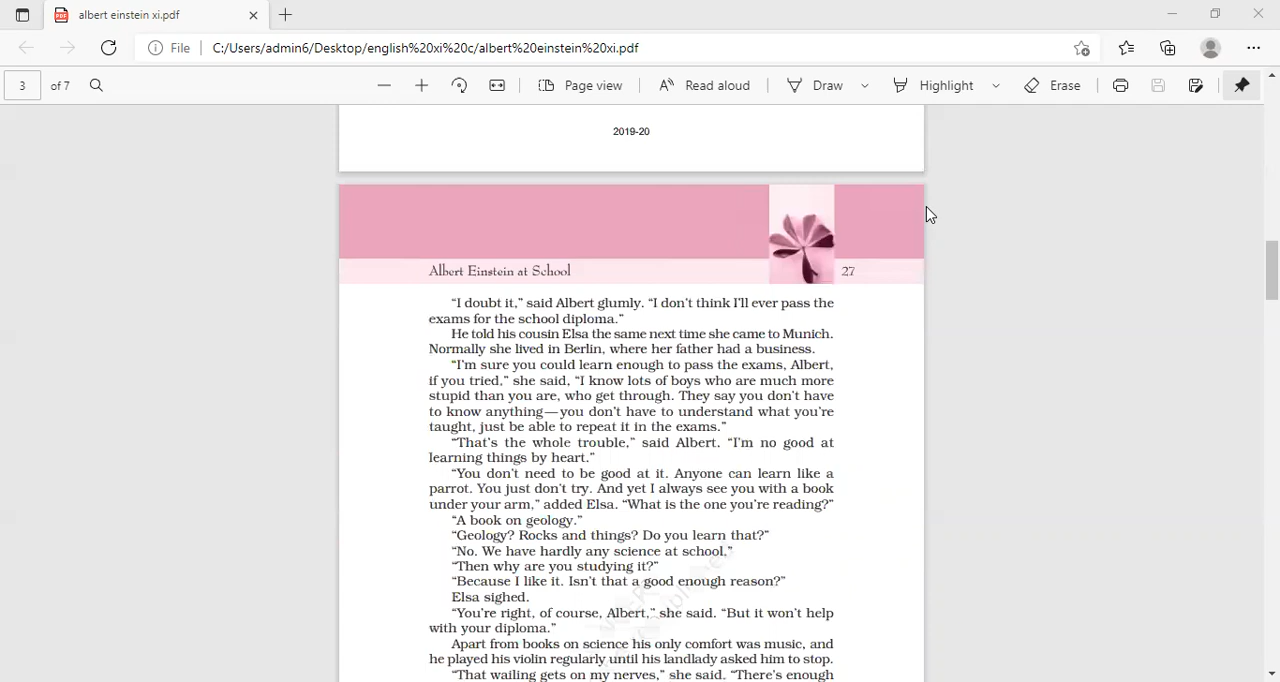 albert einstein xi.pdf
File
C:/Users/admin6/Desktop/english%20xi%20c/albert%20einstein%20xi.pdf
3
of 7
Page view
Read aloud
Draw
Highlight
Erase
2019-20
Albert Einstein at School
27
“I doubt it,” said Albert glumly. “I don’t think I’ll ever pass the
exams for the school diploma.”
He told his cousin Elsa the same next time she came to Munich.
Normally she lived in Berlin, where her father had a business.
“I’m sure you could learn enough to pass the exams, Albert,
if you tried,” she said, “I know lots of boys who are much more
stupid than you are, who get through. They say you don’t have
to know anything—you don’t have to understand what you’re
taught, just be able to repeat it in the exams.”
“That’s the whole trouble,” said Albert. “I’m no good at
learning things by heart.”
“You don’t need to be good at it. Anyone can learn like a
parrot. You just don’t try. And yet I always see you with a book
under your arm,” added Elsa. “What is the one you’re reading?”
“A book on geology.”
“Geology? Rocks and things? Do you learn that?”
“No. We have hardly any science at school.”
“Then why are you studying it?”
“Because I like it. Isn’t that a good enough reason?”
Elsa sighed.
“You’re right, of course, Albert,” she said. “But it won’t help
with your diploma.”
Apart from books on science his only comfort was music, and
he played his violin regularly until his landlady asked him to stop.
“That wailing gets on my nerves,” she said. “There’s enough